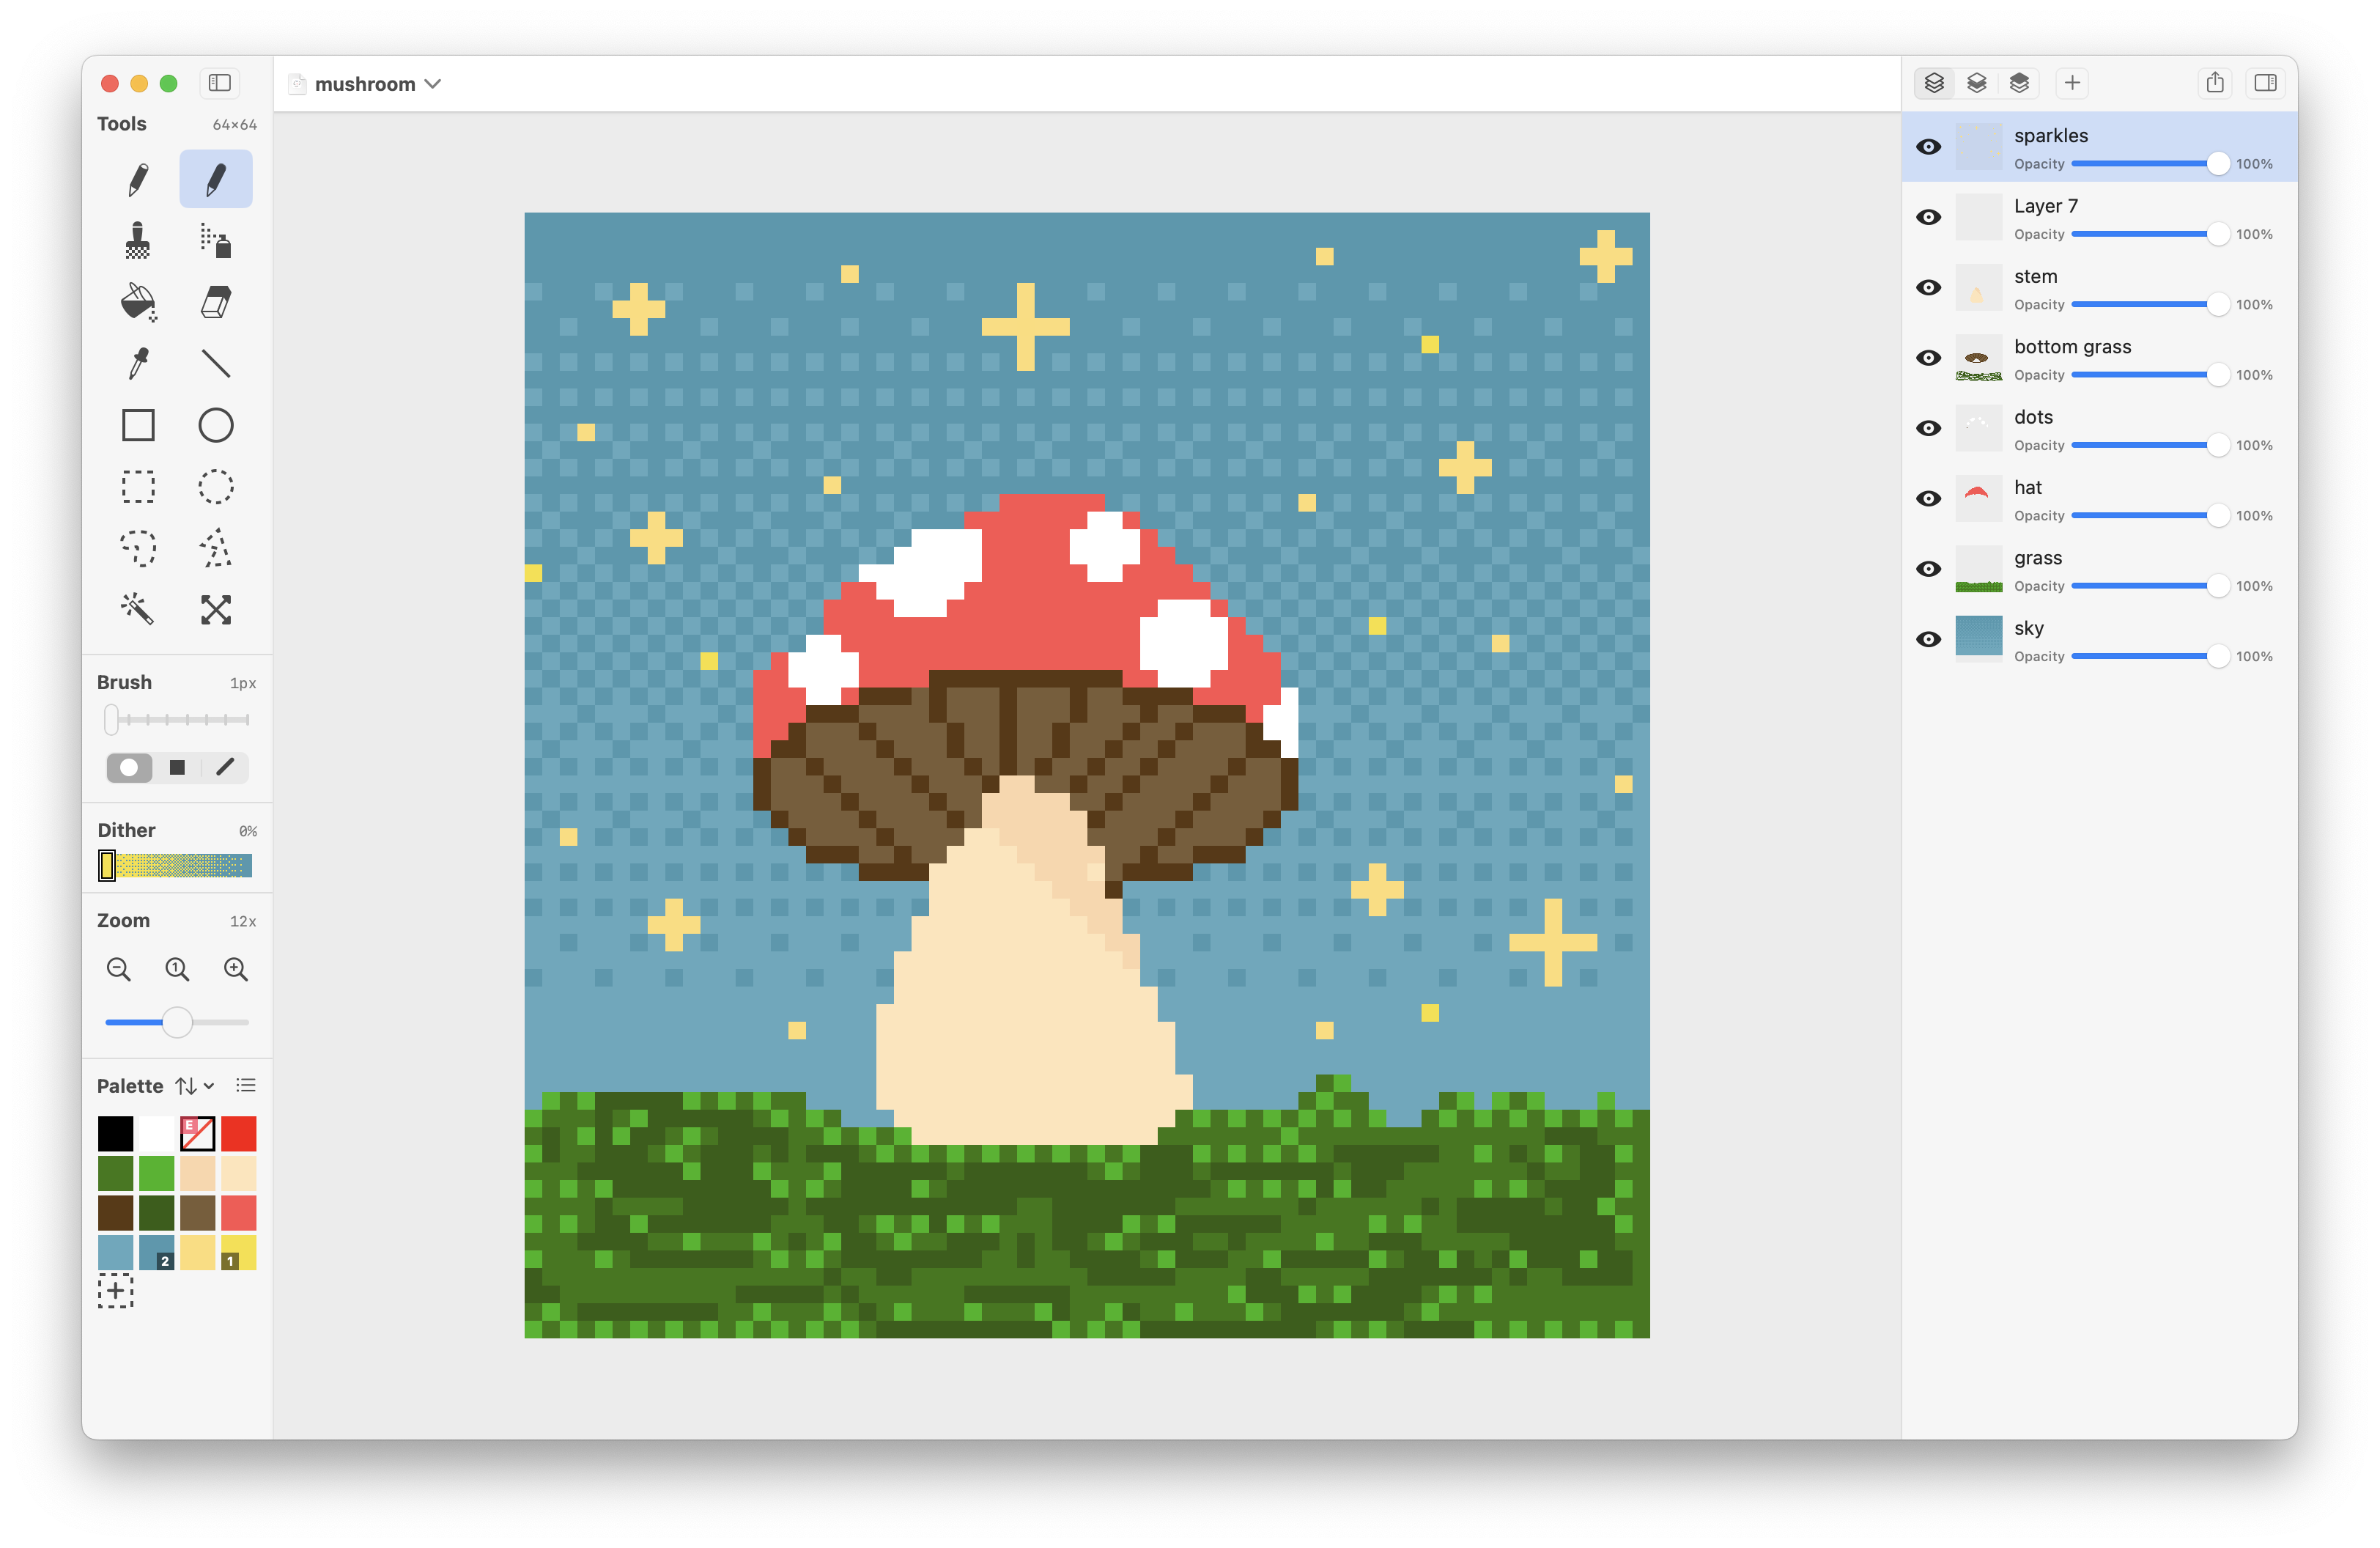 mushroom
Tools 64×64
Brush 1px
Dither 0%
Zoom 12x
1
Palette
E
2 1
sparkles
Opacity 100%
Layer 7
Opacity 100%
stem
Opacity 100%
bottom grass
Opacity 100%
dots
Opacity 100%
hat
Opacity 100%
grass
Opacity 100%
sky
Opacity 100%